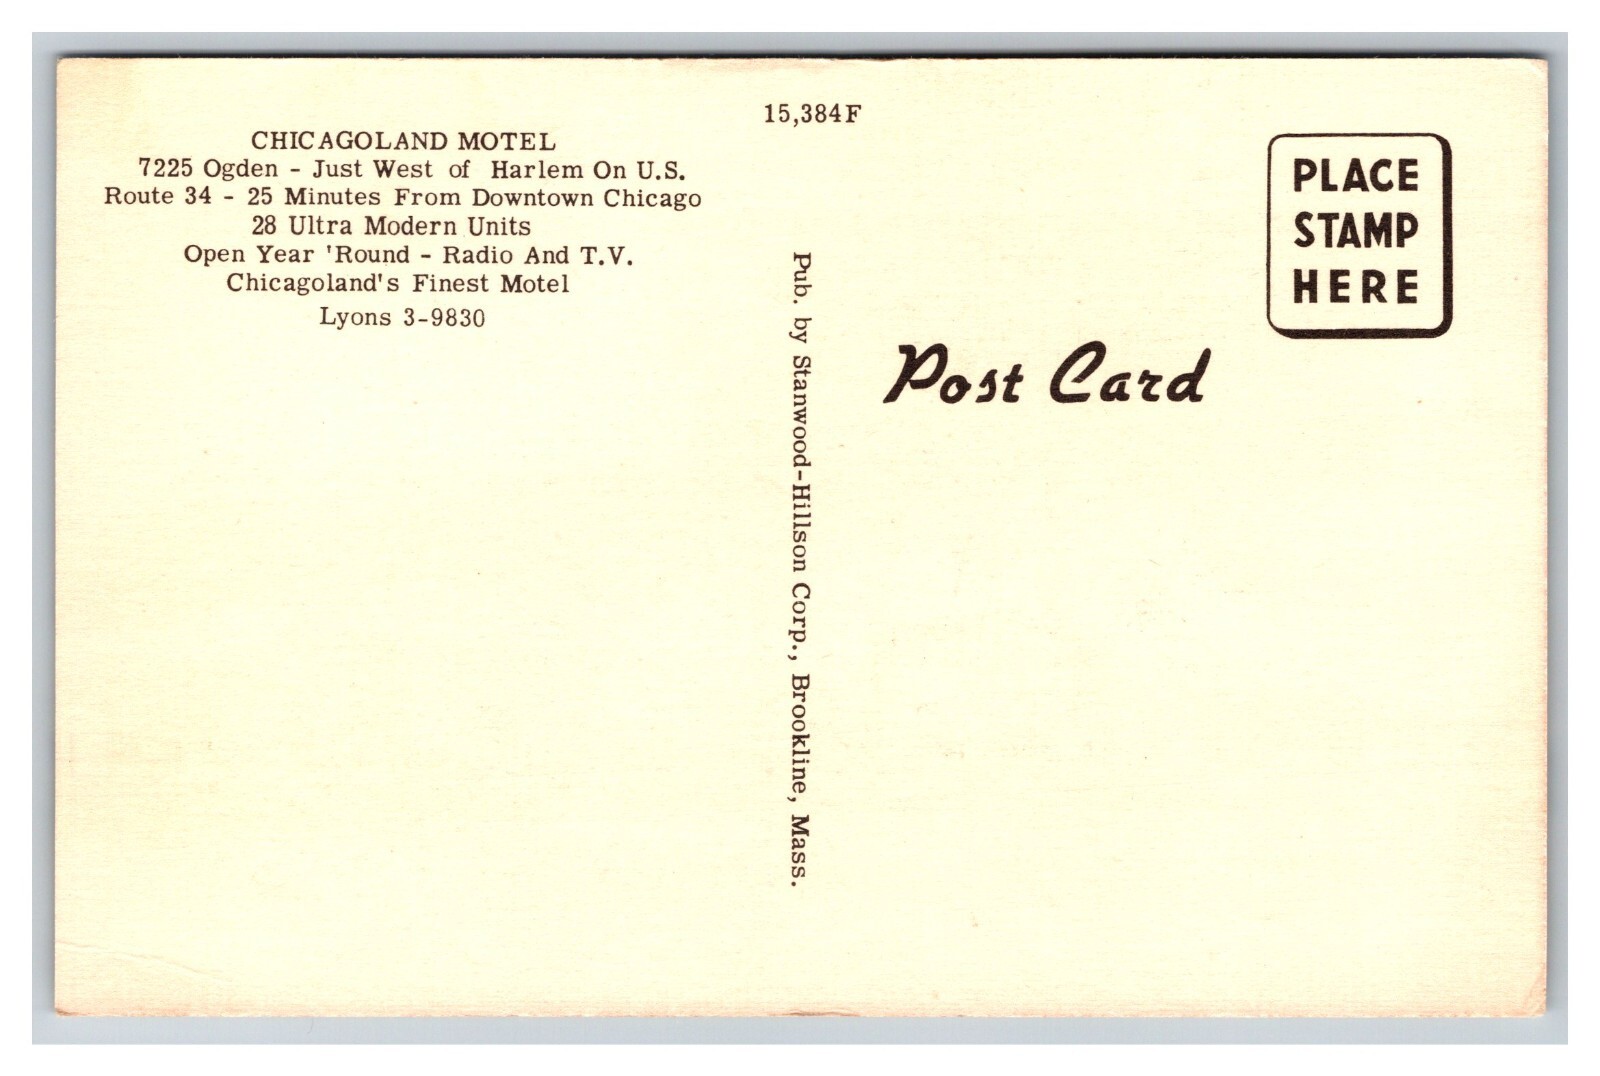 15,384F
CHICAGOLAND MOTEL
7225 Ogden - Just West of Harlem On U.S.
Route 34 - 25 Minutes From Downtown Chicago
28 Ultra Modern Units
Open Year 'Round - Radio And T.V.
Chicagoland's Finest Motel
Lyons 3-9830
Pub. by Stanwood-Hillson Corp., Brookline, Mass.
PLACE
STAMP
HERE
Post Card